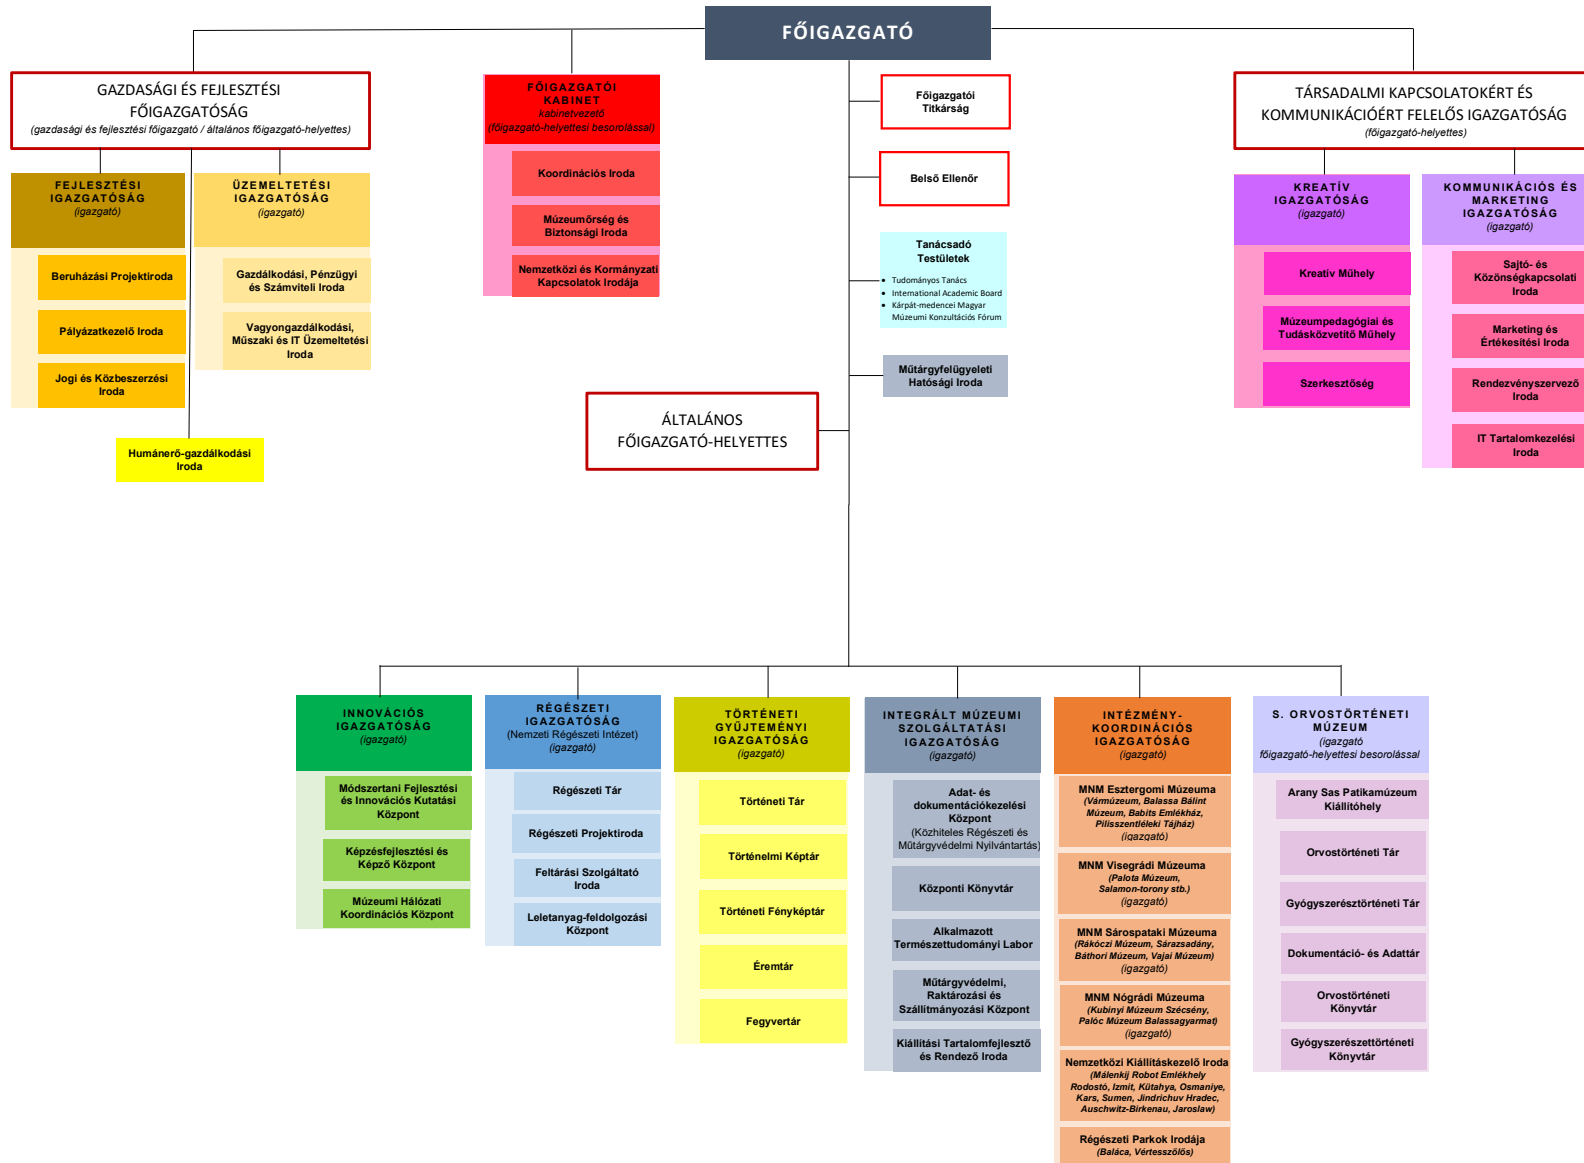 FŐIGAZGATÓ
GAZDASÁGI ÉS FEJLESZTÉSI
FŐIGAZGATÓSÁG
(gazdasági és fejlesztési főigazgató / általános főigazgató-helyettes)
FEJLESZTÉSI
IGAZGATÓSÁG
(igazgató)
Beruházási Projektiroda
Pályázatkezelő Iroda
Jogi és Közbeszerzési
Iroda
ÜZEMELTETÉSI
IGAZGATÓSÁG
(igazgató)
Gazdálkodási, Pénzügyi
és Számviteli Iroda
Vagyongazdálkodási,
Műszaki és IT Üzemeltetési
Iroda
Humánerő-gazdálkodási
Iroda
FŐIGAZGATÓI
KABINET
kabinetvezető
(főigazgató-helyettesi besorolással)
Koordinációs Iroda
Múzeumőrség és
Biztonsági Iroda
Nemzetközi és Kormányzati
Kapcsolatok Irodája
Főigazgatói
Titkárság
Belső Ellenőr
Tanácsadó
Testületek
• Tudományos Tanács
• International Academic Board
• Kárpát-medencei Magyar
Múzeumi Konzultációs Fórum
Műtárgyfelügyeleti
Hatósági Iroda
ÁLTALÁNOS
FŐIGAZGATÓ-HELYETTES
TÁRSADALMI KAPCSOLATOKÉRT ÉS
KOMMUNIKÁCIÓÉRT FELELŐS IGAZGATÓSÁG
(főigazgató-helyettes)
KREATÍV
IGAZGATÓSÁG
(igazgató)
Kreatív Műhely
Múzeumpedagógiai és
Tudásközvetítő Műhely
Szerkesztőség
KOMMUNIKÁCIÓS ÉS
MARKETING
IGAZGATÓSÁG
(igazgató)
Sajtó- és
Közönségkapcsolati
Iroda
Marketing és
Értékesítési Iroda
Rendezvényszervező
Iroda
IT Tartalomkezelési
Iroda
INNOVÁCIÓS
IGAZGATÓSÁG
(igazgató)
Módszertani Fejlesztési
és Innovációs Kutatási
Központ
Képzésfejlesztési és
Képző Központ
Múzeumi Hálózati
Koordinációs Központ
RÉGÉSZETI
IGAZGATÓSÁG
(Nemzeti Régészeti Intézet)
(igazgató)
Régészeti Tár
Régészeti Projektiroda
Feltárási Szolgáltató
Iroda
Leletanyag-feldolgozási
Központ
TÖRTÉNETI
GYŰJTEMÉNYI
IGAZGATÓSÁG
(igazgató)
Történeti Tár
Történelmi Képtár
Történeti Fényképtár
Éremtár
Fegyvertár
INTEGRÁLT MÚZEUMI
SZOLGÁLTATÁSI
IGAZGATÓSÁG
(igazgató)
Adat- és
dokumentációkezelési
Központ
(Közhiteles Régészeti és
Műtárgyvédelmi Nyilvántartás)
Központi Könyvtár
Alkalmazott
Természettudományi Labor
Műtárgyvédelmi,
Raktározási és
Szállítmányozási Központ
Kiállítási Tartalomfejlesztő
és Rendező Iroda
INTÉZMÉNY-
KOORDINÁCIÓS
IGAZGATÓSÁG
(igazgató)
MNM Esztergomi Múzeuma
(Vármúzeum, Balassa Bálint
Múzeum, Babits Emlékház,
Pilisszentléleki Tájház)
(igazgató)
MNM Visegrádi Múzeuma
(Palota Múzeum,
Salamon-torony stb.)
(igazgató)
MNM Sárospataki Múzeuma
(Rákóczi Múzeum, Sárazsadány,
Báthori Múzeum, Vajai Múzeum)
(igazgató)
MNM Nógrádi Múzeuma
(Kubinyi Múzeum Szécsény,
Palóc Múzeum Balassagyarmat)
(igazgató)
Nemzetközi Kiállításkezelő Iroda
(Málenkij Robot Emlékhely
Rodostó, Izmit, Kütahya, Osmaniye,
Kars, Sumen, Jindrichuv Hradec,
Auschwitz-Birkenau, Jaroslaw)
Régészeti Parkok Irodája
(Baláca, Vértesszőlős)
S. ORVOSTÖRTÉNETI
MÚZEUM
(igazgató
főigazgató-helyettesi besorolással)
Arany Sas Patikamúzeum
Kiállítóhely
Orvostörténeti Tár
Gyógyszerésztörténeti Tár
Dokumentáció- és Adattár
Orvostörténeti
Könyvtár
Gyógyszerészettörténeti
Könyvtár